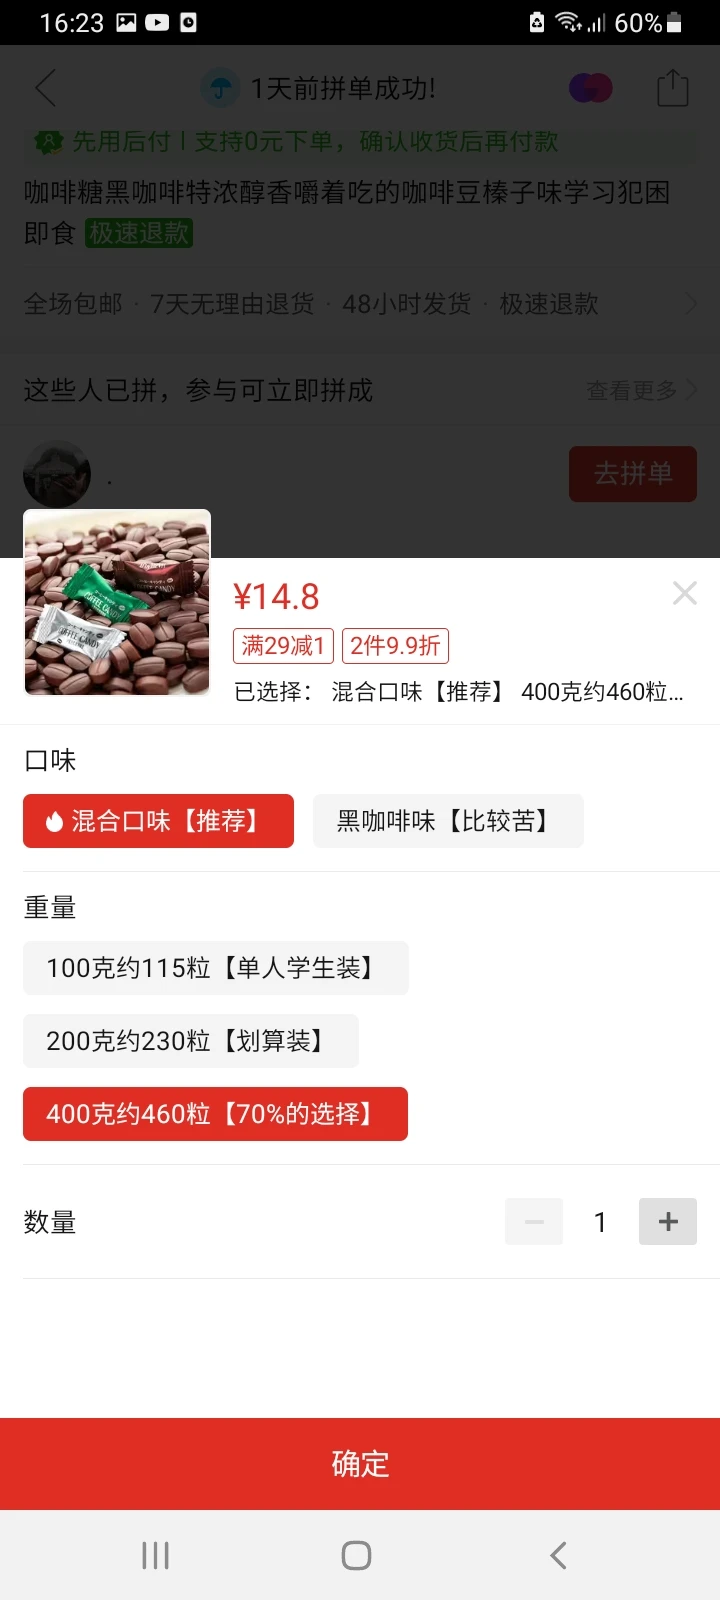 16:23
60%
1天前拼单成功!
先用后付 | 支持0元下单，确认收货后再付款
咖啡糖黑咖啡特浓醇香嚼着吃的咖啡豆榛子味学习犯困
即食 极速退款
全场包邮 · 7天无理由退货 · 48小时发货 · 极速退款
这些人已拼，参与可立即拼成
查看更多
.
去拼单
COFFEE CANDY
COFFEE CANDY
¥14.8
满29减1 2件9.9折
已选择： 混合口味【推荐】 400克约460粒...
口味
混合口味【推荐】
黑咖啡味【比较苦】
重量
100克约115粒【单人学生装】
200克约230粒【划算装】
400克约460粒【70%的选择】
数量
1
确定